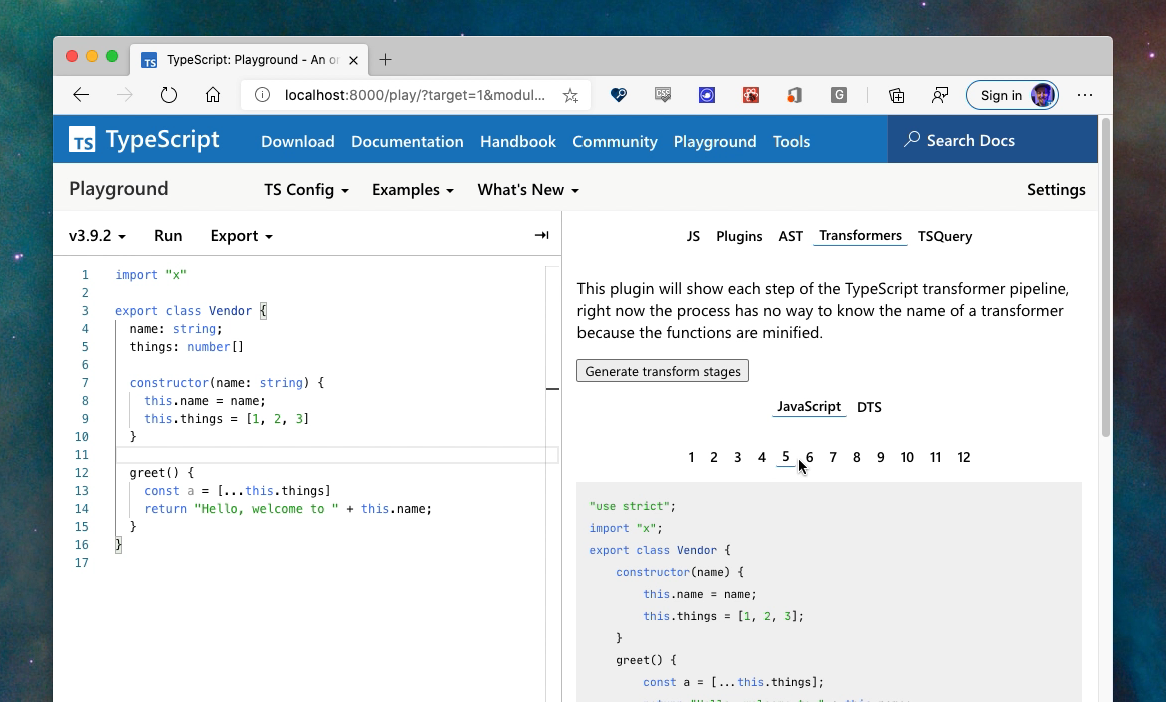 TS TypeScript: Playground - An or
localhost:8000/play/?target=1&modul...
CSS
G
Sign in
TS TypeScript
Download Documentation Handbook Community Playground Tools
Search Docs
Playground
TS Config Examples What's New
Settings
v3.9.2 Run Export
1 import "x"
2
3 export class Vendor {
4 name: string;
5 things: number[]
6
7 constructor(name: string) {
8 this.name = name;
9 this.things = [1, 2, 3]
10 }
11
12 greet() {
13 const a = [...this.things]
14 return "Hello, welcome to " + this.name;
15 }
16 }
17
JS Plugins AST Transformers TSQuery
This plugin will show each step of the TypeScript transformer pipeline,
right now the process has no way to know the name of a transformer
because the functions are minified.
Generate transform stages
JavaScript DTS
1 2 3 4 5 6 7 8 9 10 11 12
"use strict";
import "x";
export class Vendor {
constructor(name) {
this.name = name;
this.things = [1, 2, 3];
}
greet() {
const a = [...this.things];